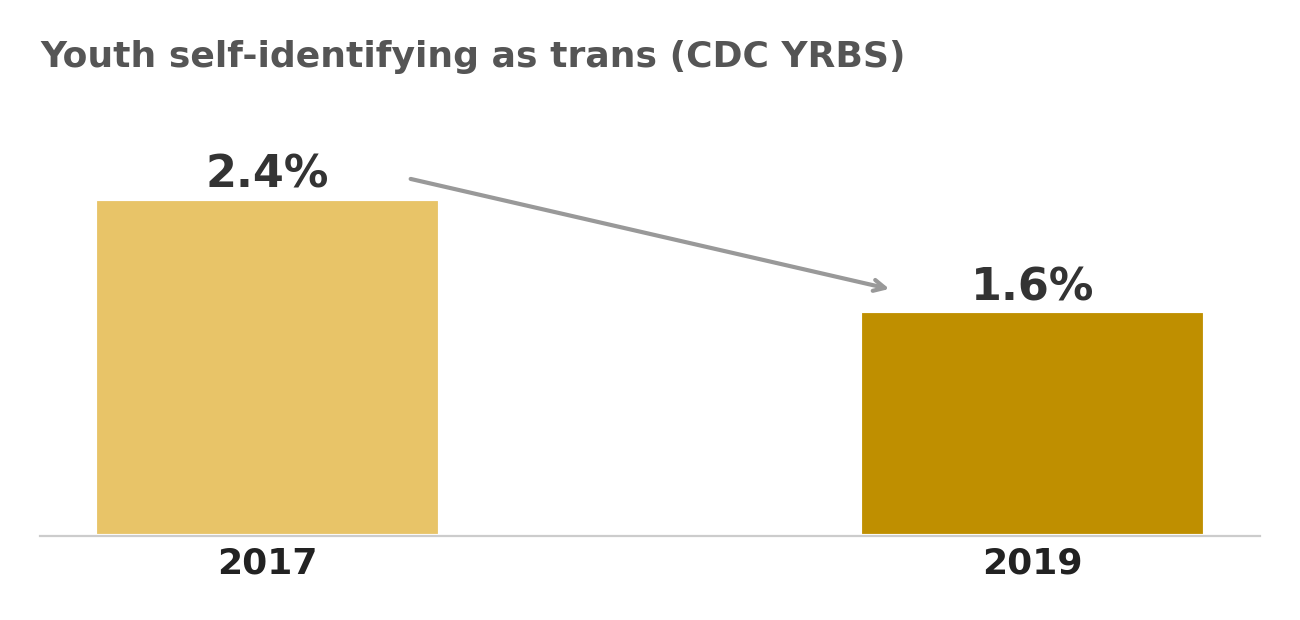 Youth self-identifying as trans (CDC YRBS)
2.4%
1.6%
2017
2019